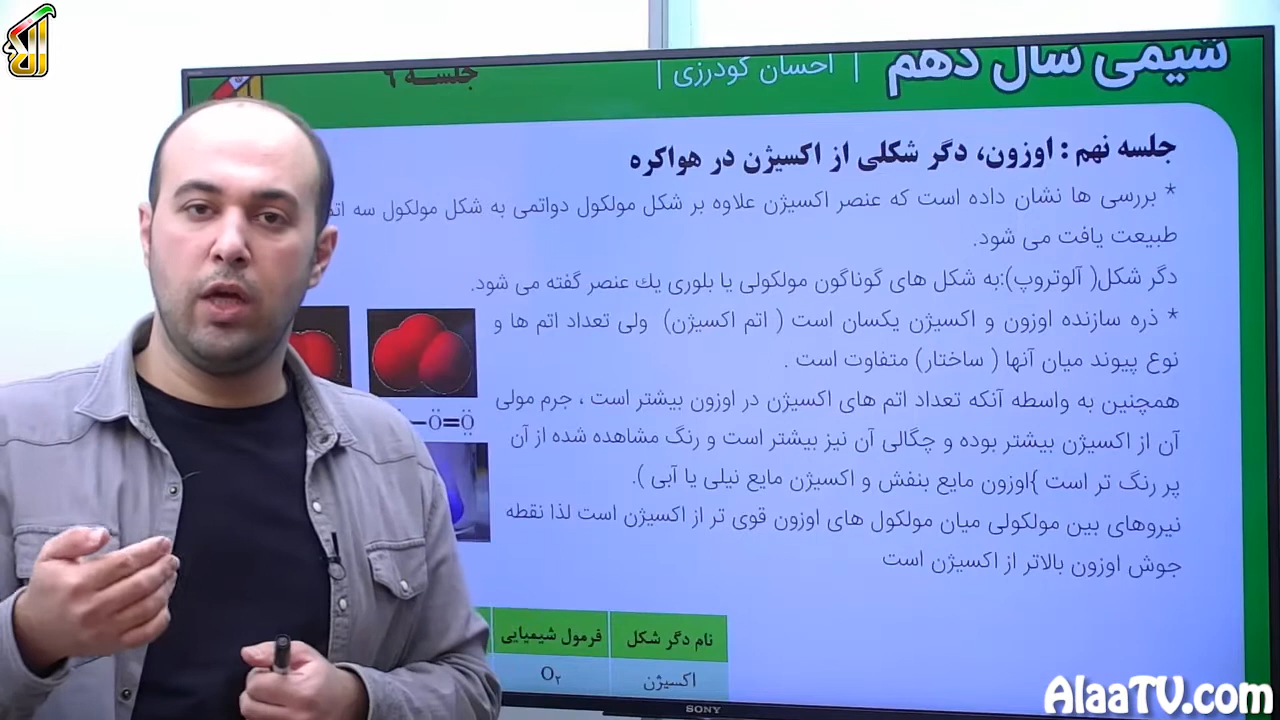 شیمی سال دهم | احسان گودرزی |
جلسه ۹
جلسه نهم : اوزون، دگر شکلی از اکسیژن در هواکره
* بررسی ها نشان داده است که عنصر اکسیژن علاوه بر شکل مولکول دواتمی به شکل مولکول سه
طبیعت یافت می شود.
دگر شکل( آلوتروپ):به شکل های گوناگون مولکولی یا بلوری یك عنصر گفته می شود.
* ذره سازنده اوزون و اکسیژن یکسان است ( اتم اکسیژن) ولی تعداد اتم ها و
نوع پیوند میان آنها ( ساختار) متفاوت است .
همچنین به واسطه آنکه تعداد اتم های اکسیژن در اوزون بیشتر است ، جرم مولی
آن از اکسیژن بیشتر بوده و چگالی آن نیز بیشتر است و رنگ مشاهده شده از آن
پر رنگ تر است }اوزون مایع بنفش و اکسیژن مایع نیلی یا آبی ).
نیروهای بین مولکولی میان مولکول های اوزون قوی تر از اکسیژن است لذا نقطه
جوش اوزون بالاتر از اکسیژن است
–Ö=Ö
نام دگر شکل فرمول شیمیایی
اکسیژن O₂
SONY
AlaaTV.com